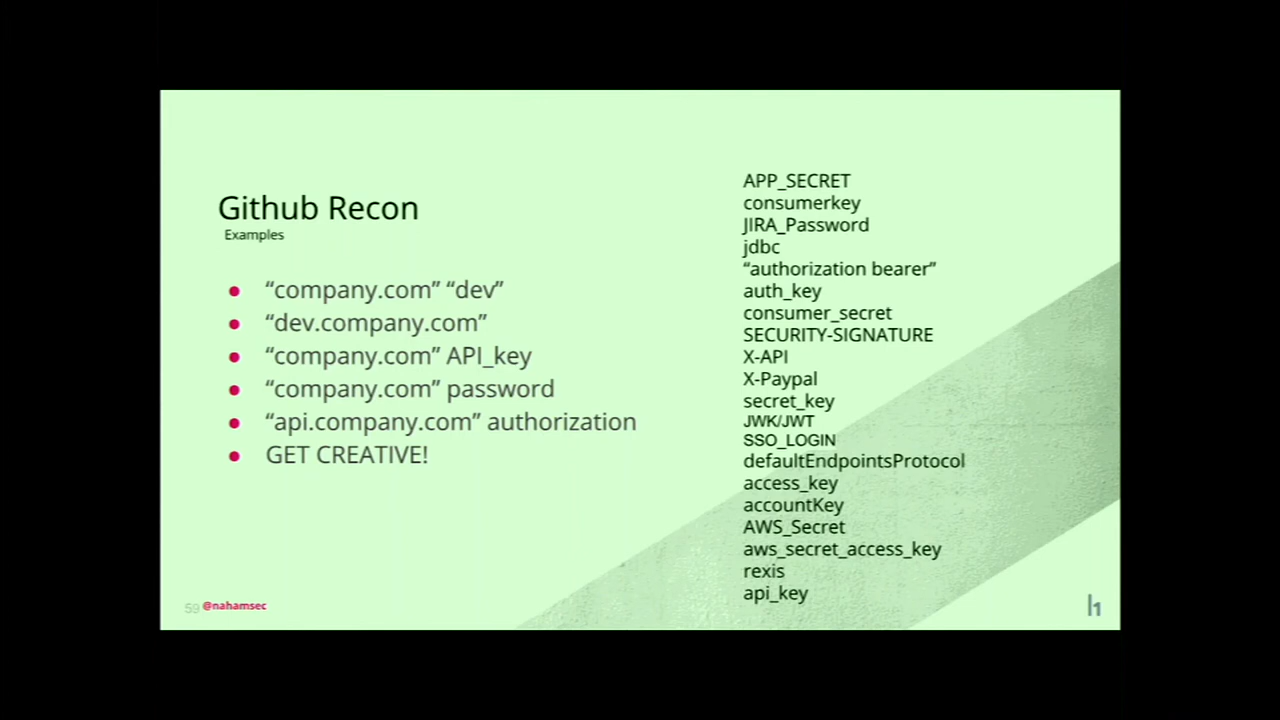 Github Recon
Examples
“company.com” “dev”
“dev.company.com”
“company.com” API_key
“company.com” password
“api.company.com” authorization
GET CREATIVE!
APP_SECRET
consumerkey
JIRA_Password
jdbc
“authorization bearer”
auth_key
consumer_secret
SECURITY-SIGNATURE
X-API
X-Paypal
secret_key
JWK/JWT
SSO_LOGIN
defaultEndpointsProtocol
access_key
accountKey
AWS_Secret
aws_secret_access_key
rexis
api_key
59 @nahamsec
l1